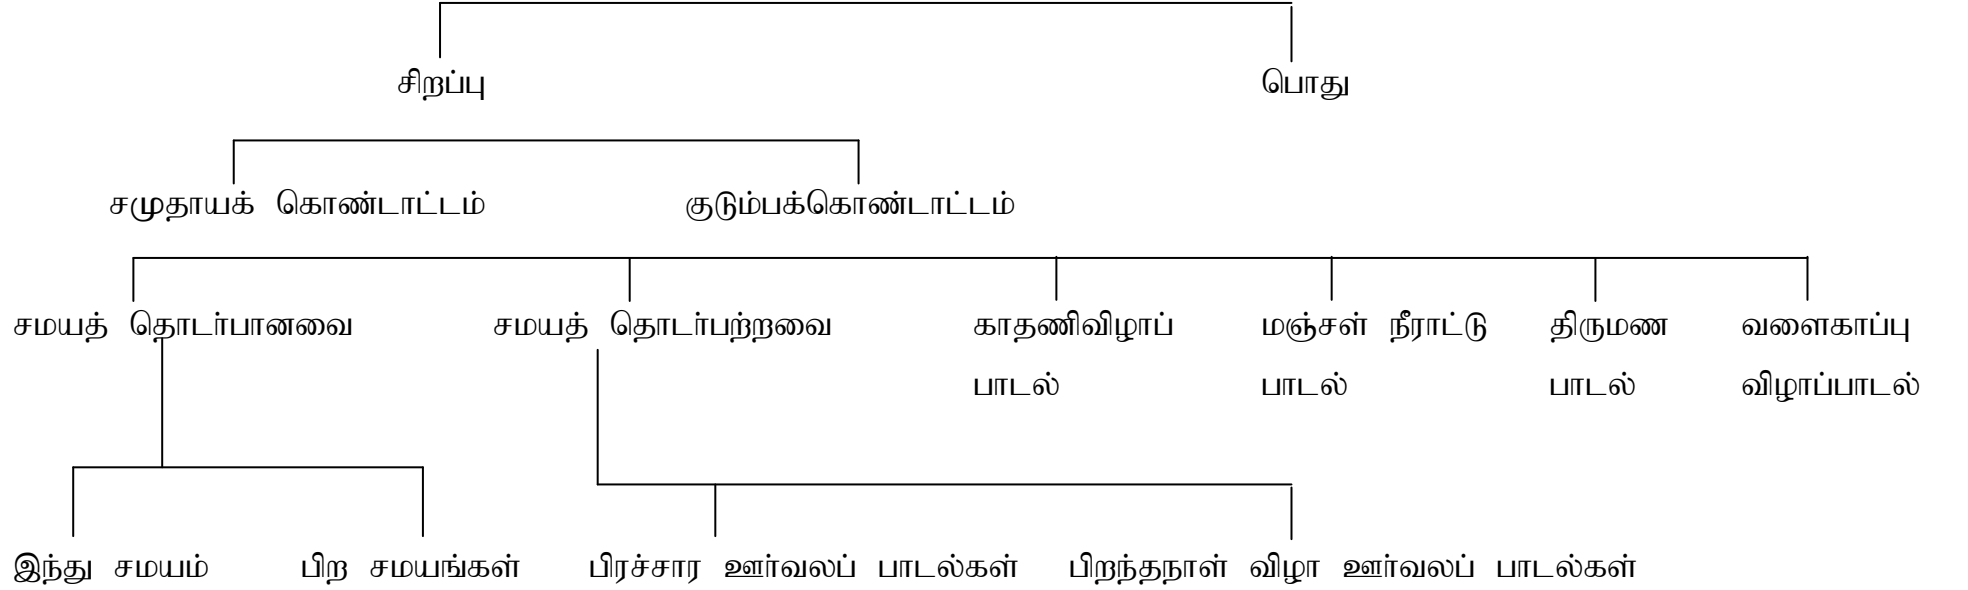 சிறப்பு பொது
சமுதாயக் கொண்டாட்டம் குடும்பக்கொண்டாட்டம்
சமயத் தொடர்பானவை சமயத் தொடர்பற்றவை காதணிவிழாப் மஞ்சள் நீராட்டு திருமண வளைகாப்பு
பாடல் பாடல் பாடல் விழாப்பாடல்
இந்து சமயம் பிற சமயங்கள் பிரச்சார ஊர்வலப் பாடல்கள் பிறந்தநாள் விழா ஊர்வலப் பாடல்கள்